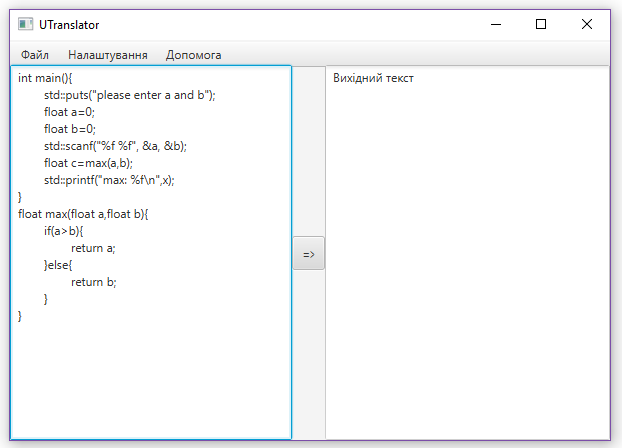 UTranslator
Файл Налаштування Допомога
int main(){
std::puts("please enter a and b");
float a=0;
float b=0;
std::scanf("%f %f", &a, &b);
float c=max(a,b);
std::printf("max: %f\n",x);
}
float max(float a,float b){
if(a>b){
return a;
}else{
return b;
}
}
=>
Вихідний текст